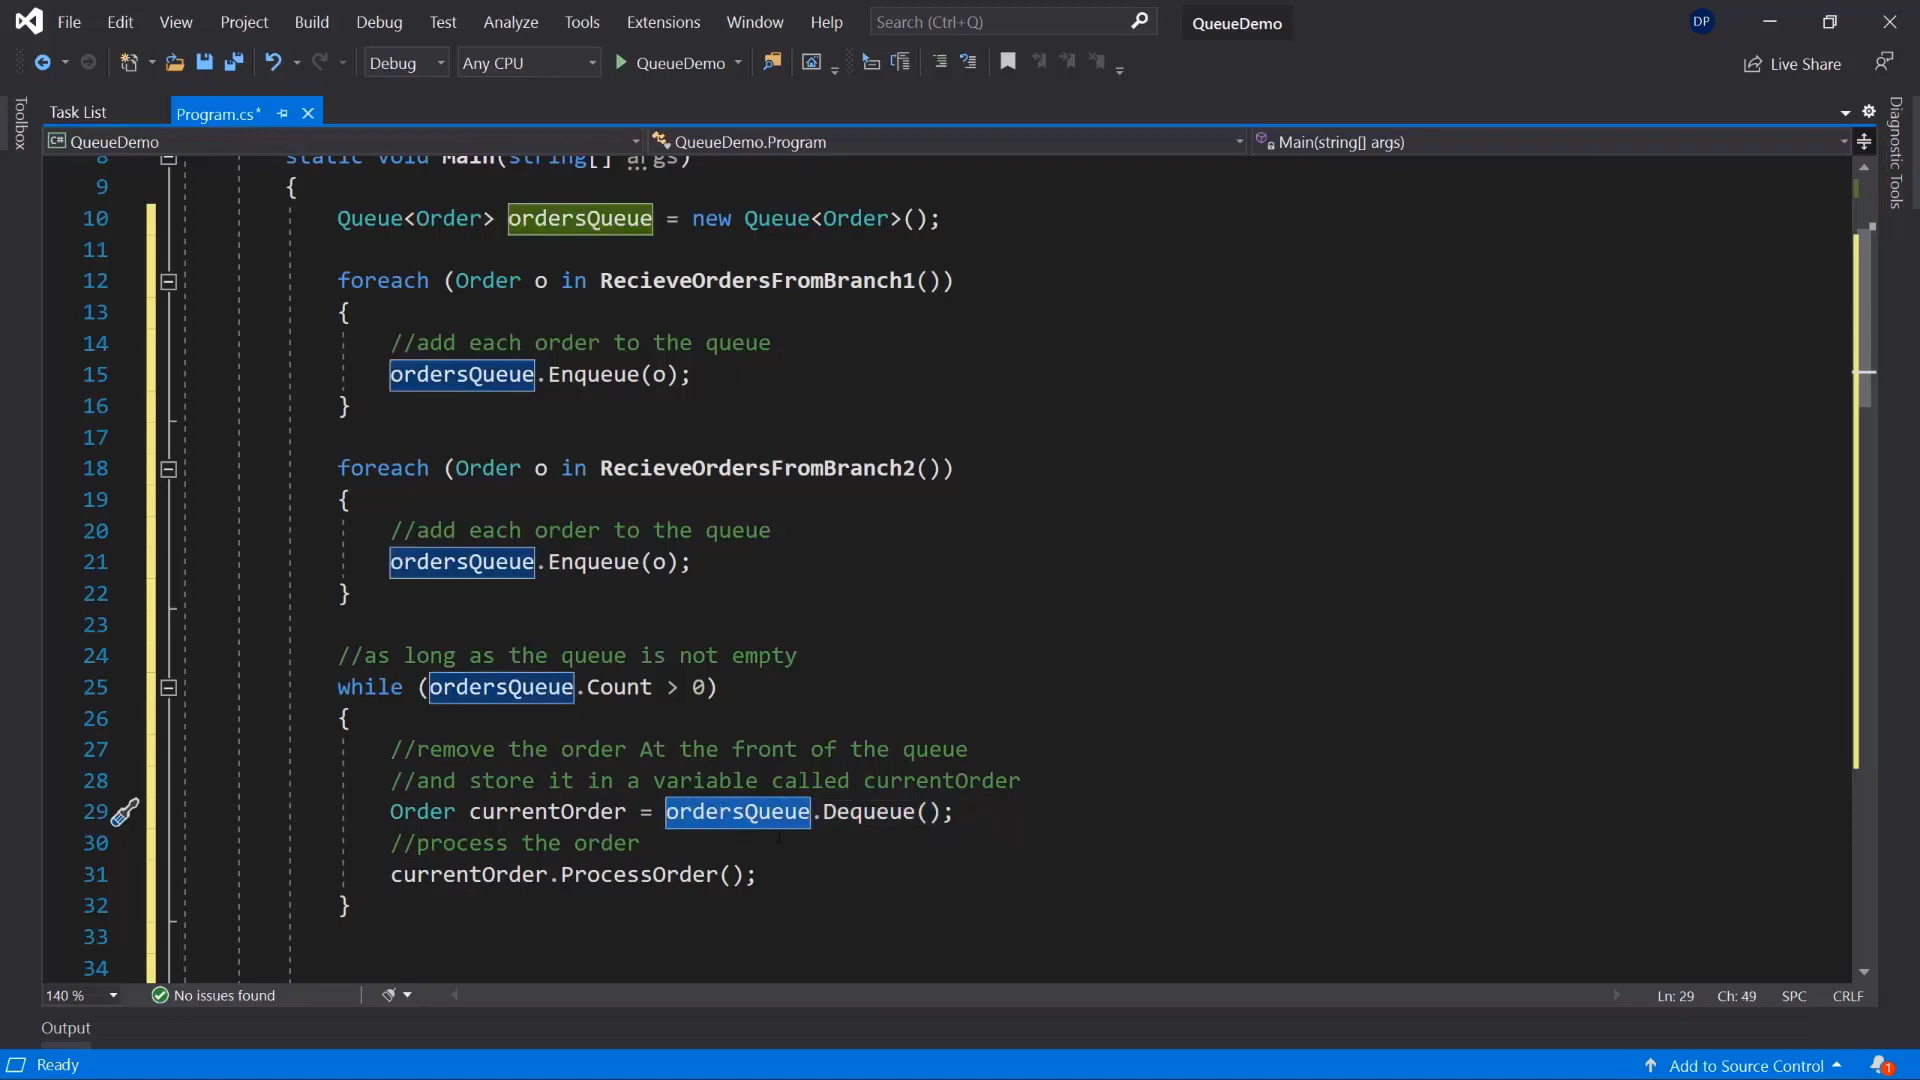 File Edit View Project Build Debug Test Analyze Tools Extensions Window Help Search (Ctrl+Q) QueueDemo DP
Debug Any CPU QueueDemo Live Share
Toolbox
Task List Program.cs*
Diagnostic Tools
C# QueueDemo QueueDemo.Program Main(string[] args)
8 static void Main(string[] args)
9 {
10 Queue<Order> ordersQueue = new Queue<Order>();
11
12 foreach (Order o in RecieveOrdersFromBranch1())
13 {
14 //add each order to the queue
15 ordersQueue.Enqueue(o);
16 }
17
18 foreach (Order o in RecieveOrdersFromBranch2())
19 {
20 //add each order to the queue
21 ordersQueue.Enqueue(o);
22 }
23
24 //as long as the queue is not empty
25 while (ordersQueue.Count > 0)
26 {
27 //remove the order At the front of the queue
28 //and store it in a variable called currentOrder
29 Order currentOrder = ordersQueue.Dequeue();
30 //process the order
31 currentOrder.ProcessOrder();
32 }
33
34
140 % No issues found Ln: 29 Ch: 49 SPC CRLF
Output
Ready Add to Source Control 1